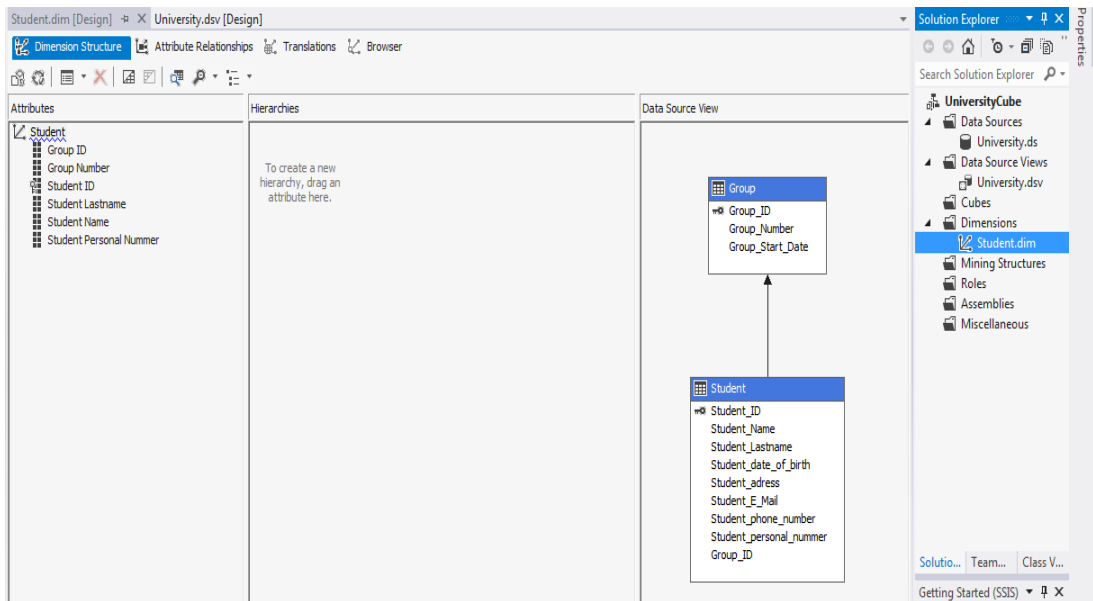 Student.dim [Design] University.dsv [Design]
Dimension Structure Attribute Relationships Translations Browser
Attributes
Student
Group ID
Group Number
Student ID
Student Lastname
Student Name
Student Personal Nummer
Hierarchies
To create a new
hierarchy, drag an
attribute here.
Data Source View
Group
Group_ID
Group_Number
Group_Start_Date
Student
Student_ID
Student_Name
Student_Lastname
Student_date_of_birth
Student_adress
Student_E_Mail
Student_phone_number
Student_personal_nummer
Group_ID
Solution Explorer
Search Solution Explorer
UniversityCube
Data Sources
University.ds
Data Source Views
University.dsv
Cubes
Dimensions
Student.dim
Mining Structures
Roles
Assemblies
Miscellaneous
Solutio... Team... Class V...
Getting Started (SSIS)
Properties